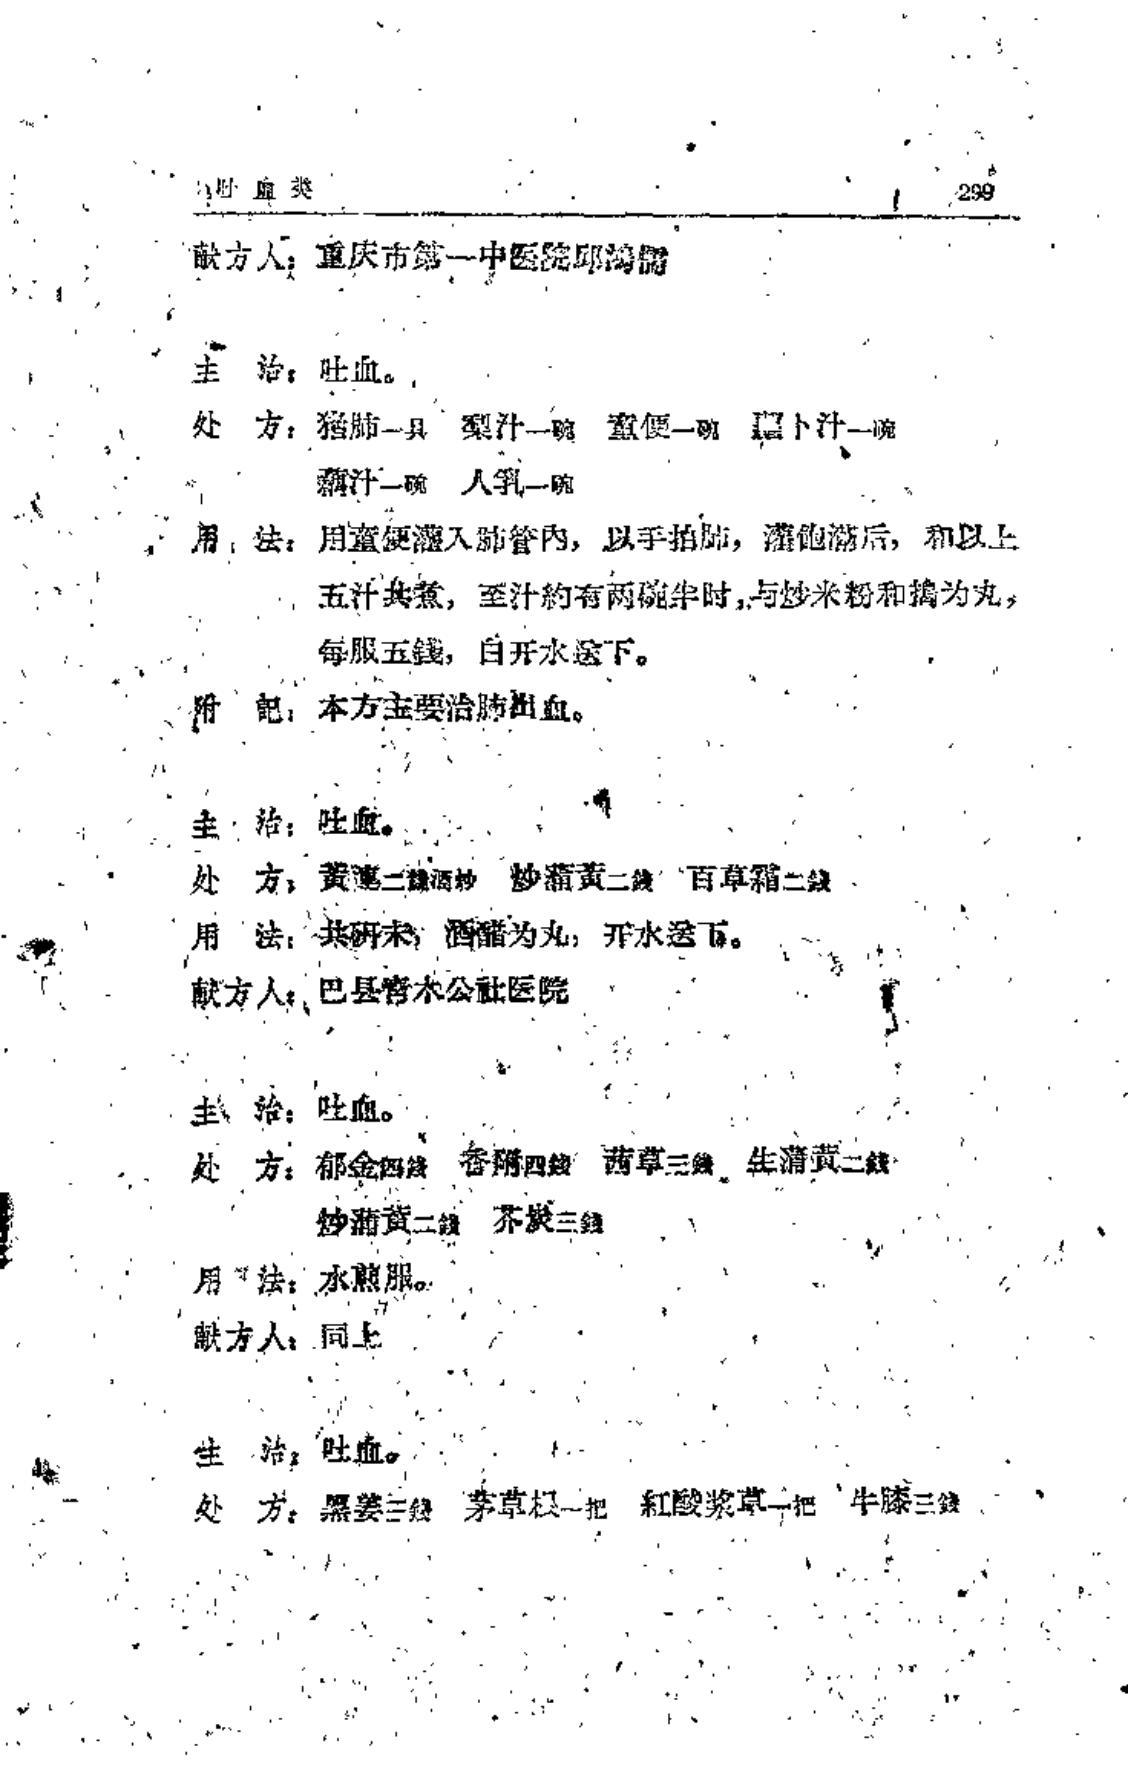 吐血类 299
献方人：重庆市第一中医院邱鴻儒
主　治：吐血。
处　方：猪肺一具　梨汁一碗　童便一碗　蘿卜汁一碗
藕汁一碗　人乳一碗
用　法：用童便灌入肺管內，以手拍肺，灌飽滿后，和以上
五汁共煮，至汁約有兩碗半时，与炒米粉和搗为丸，
每服五錢，白开水送下。
附　記：本方主要治肺出血。
主　治：吐血。
处　方：黃連二錢酒炒　炒蒲黃二錢　百草霜二錢
用　法：共研末，酒醋为丸，开水送下。
献方人：巴县青木公社医院
主　治：吐血。
处　方：郁金四錢　香附四錢　茜草三錢　生蒲黃二錢
炒蒲黃二錢　芥炭三錢
用　法：水煎服。
献方人：同上
主　治：吐血。
处　方：黑姜三錢　茅草根一把　紅酸浆草一把　牛膝三錢